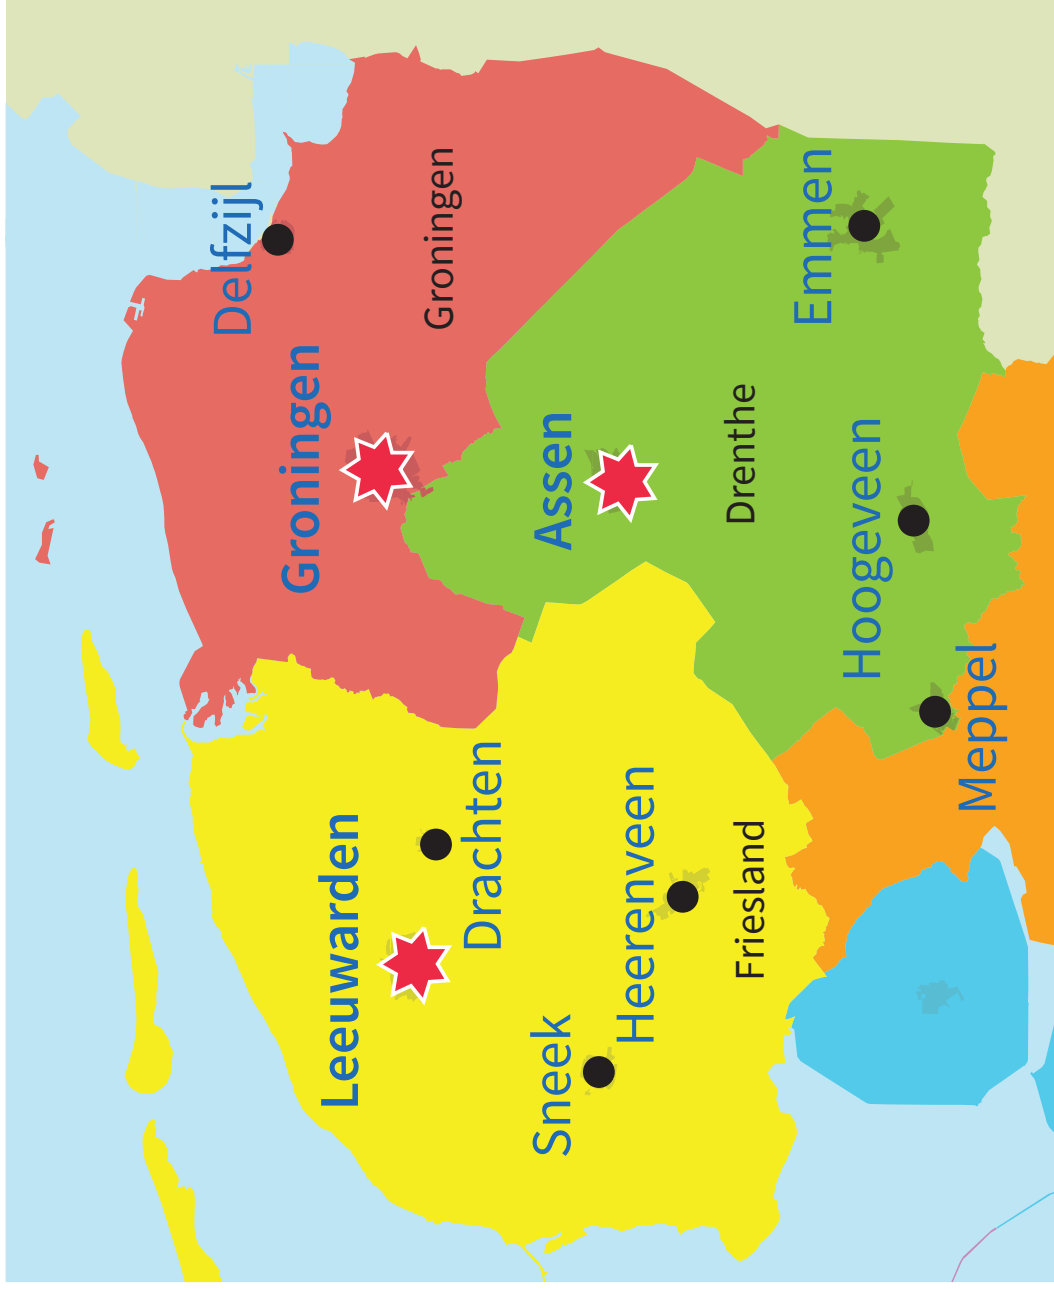 Delfzijl
Groningen
Leeuwarden
Groningen
Drachten
Sneek
Assen
Heerenveen
Drenthe
Friesland
Emmen
Hoogeveen
Meppel